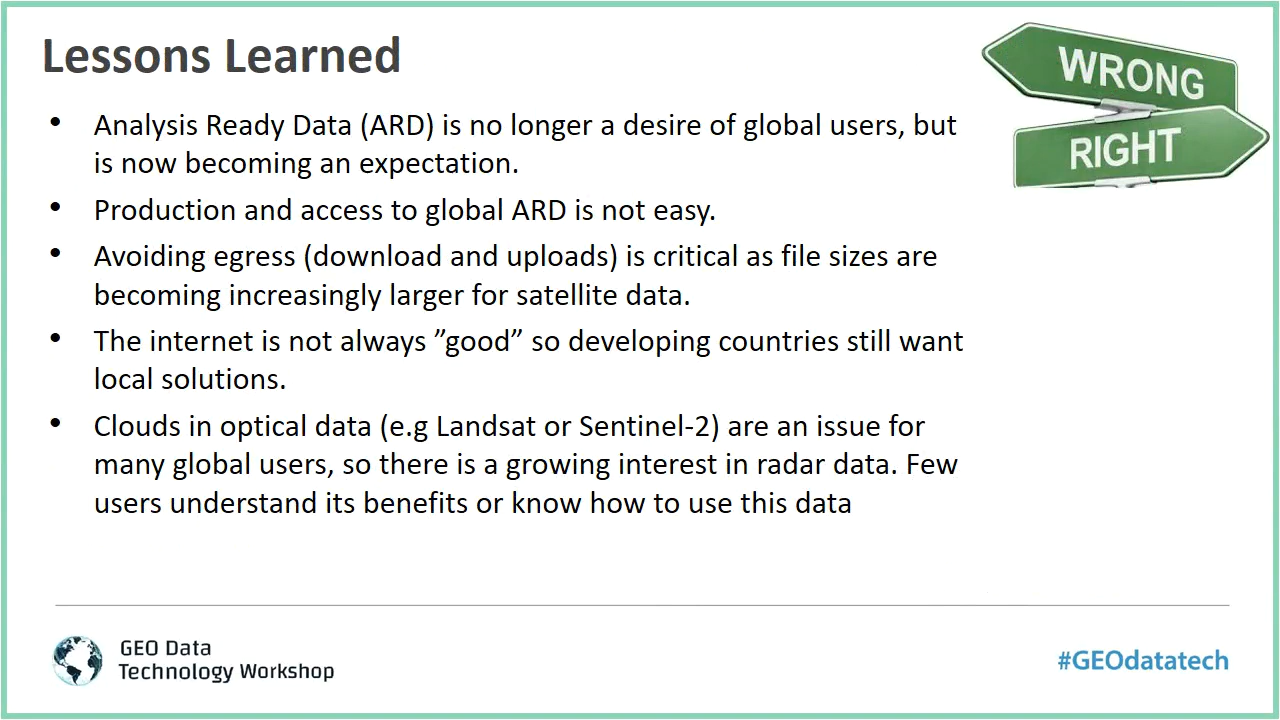 Lessons Learned
WRONG
RIGHT
• Analysis Ready Data (ARD) is no longer a desire of global users, but
is now becoming an expectation.
• Production and access to global ARD is not easy.
• Avoiding egress (download and uploads) is critical as file sizes are
becoming increasingly larger for satellite data.
• The internet is not always ”good” so developing countries still want
local solutions.
• Clouds in optical data (e.g Landsat or Sentinel-2) are an issue for
many global users, so there is a growing interest in radar data. Few
users understand its benefits or know how to use this data
GEO Data
Technology Workshop
#GEOdatatech